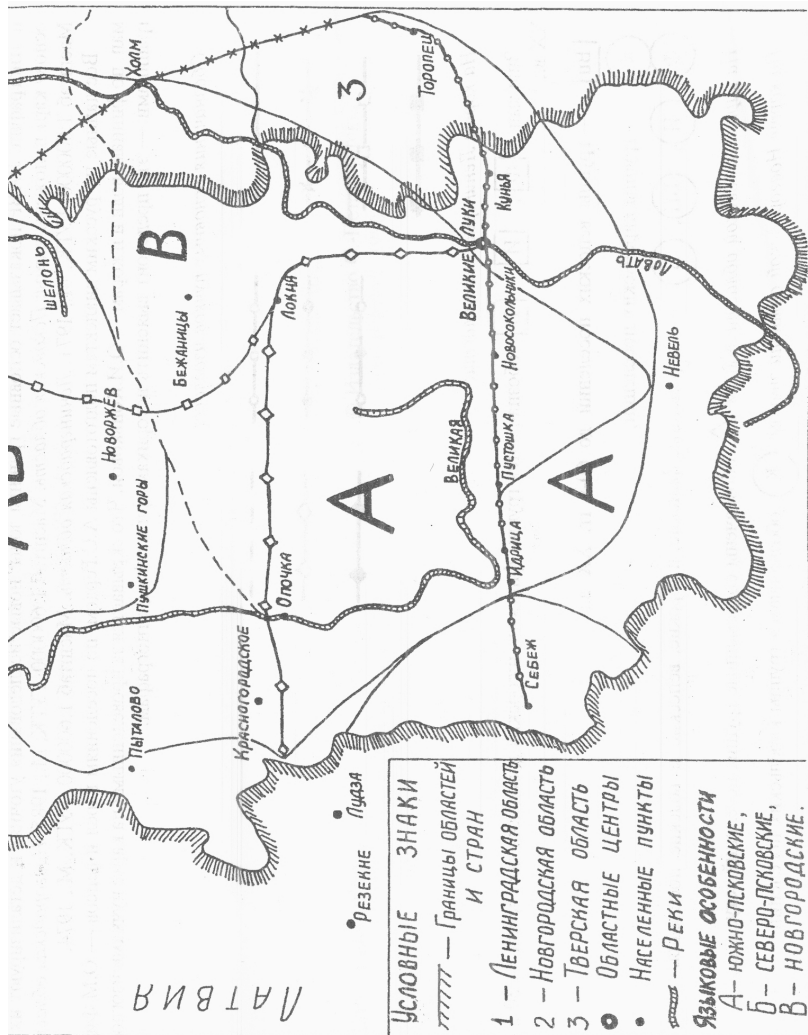 Холм
Шелонь
В
3
Торопец
Бежаницы
Новоржев
Локня
Великие Луки
Кунья
Новосокольники
Ловать
Пушкинские горы
Великая
Пустошка
Невель
А
А
Опочка
Идрица
Красногородское
Пыталово
Себеж
Лудза
Резекне
Латвия
Условные знаки
— Границы областей
и стран
1 – Ленинградская область
2 – Новгородская область
3 – Тверская область
Областные центры
Населенные пункты
— Реки
Языковые особенности
А – южно-псковские,
Б – северо-псковские,
В – новгородские.